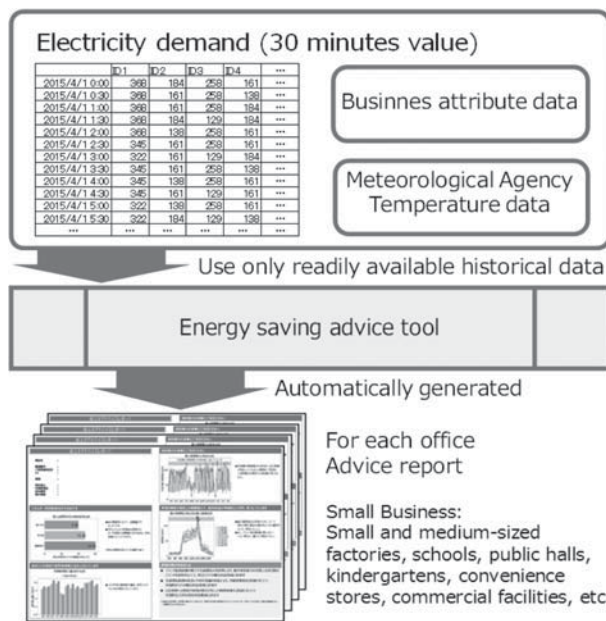 Electricity demand (30 minutes value)
ID1 ID2 ID3 ID4 ...
2015/4/1 0:00 368 184 258 161 ...
2015/4/1 0:30 368 161 258 138 ...
2015/4/1 1:00 368 161 258 184 ...
2015/4/1 1:30 368 184 129 184 ...
2015/4/1 2:00 368 138 258 161 ...
2015/4/1 2:30 345 161 258 161 ...
2015/4/1 3:00 322 161 129 184 ...
2015/4/1 3:30 345 161 258 138 ...
2015/4/1 4:00 345 138 258 161 ...
2015/4/1 4:30 345 161 129 161 ...
2015/4/1 5:00 322 138 258 161 ...
2015/4/1 5:30 322 184 129 138 ...
... ... ... ... ... ...
Businnes attribute data
Meteorological Agency
Temperature data
Use only readily available historical data
Energy saving advice tool
Automatically generated
For each office
Advice report
Small Business:
Small and medium-sized
factories, schools, public halls,
kindergartens, convenience
stores, commercial facilities, etc